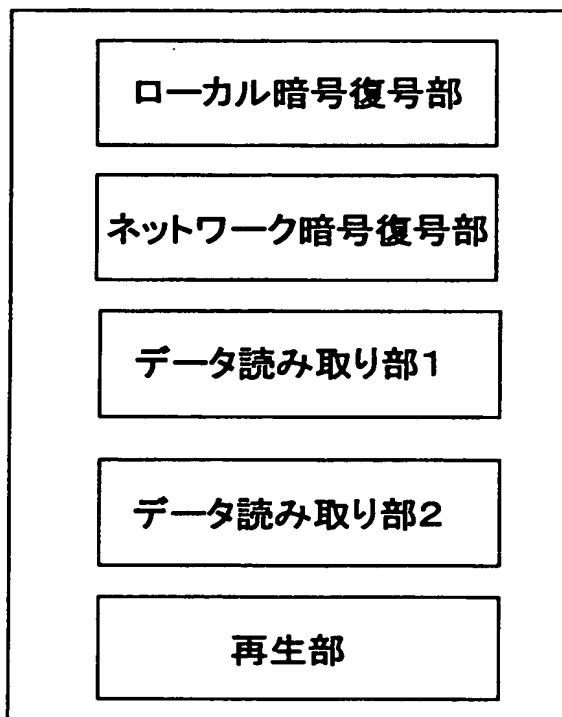 ローカル暗号復号部
ネットワーク暗号復号部
データ読み取り部1
データ読み取り部2
再生部